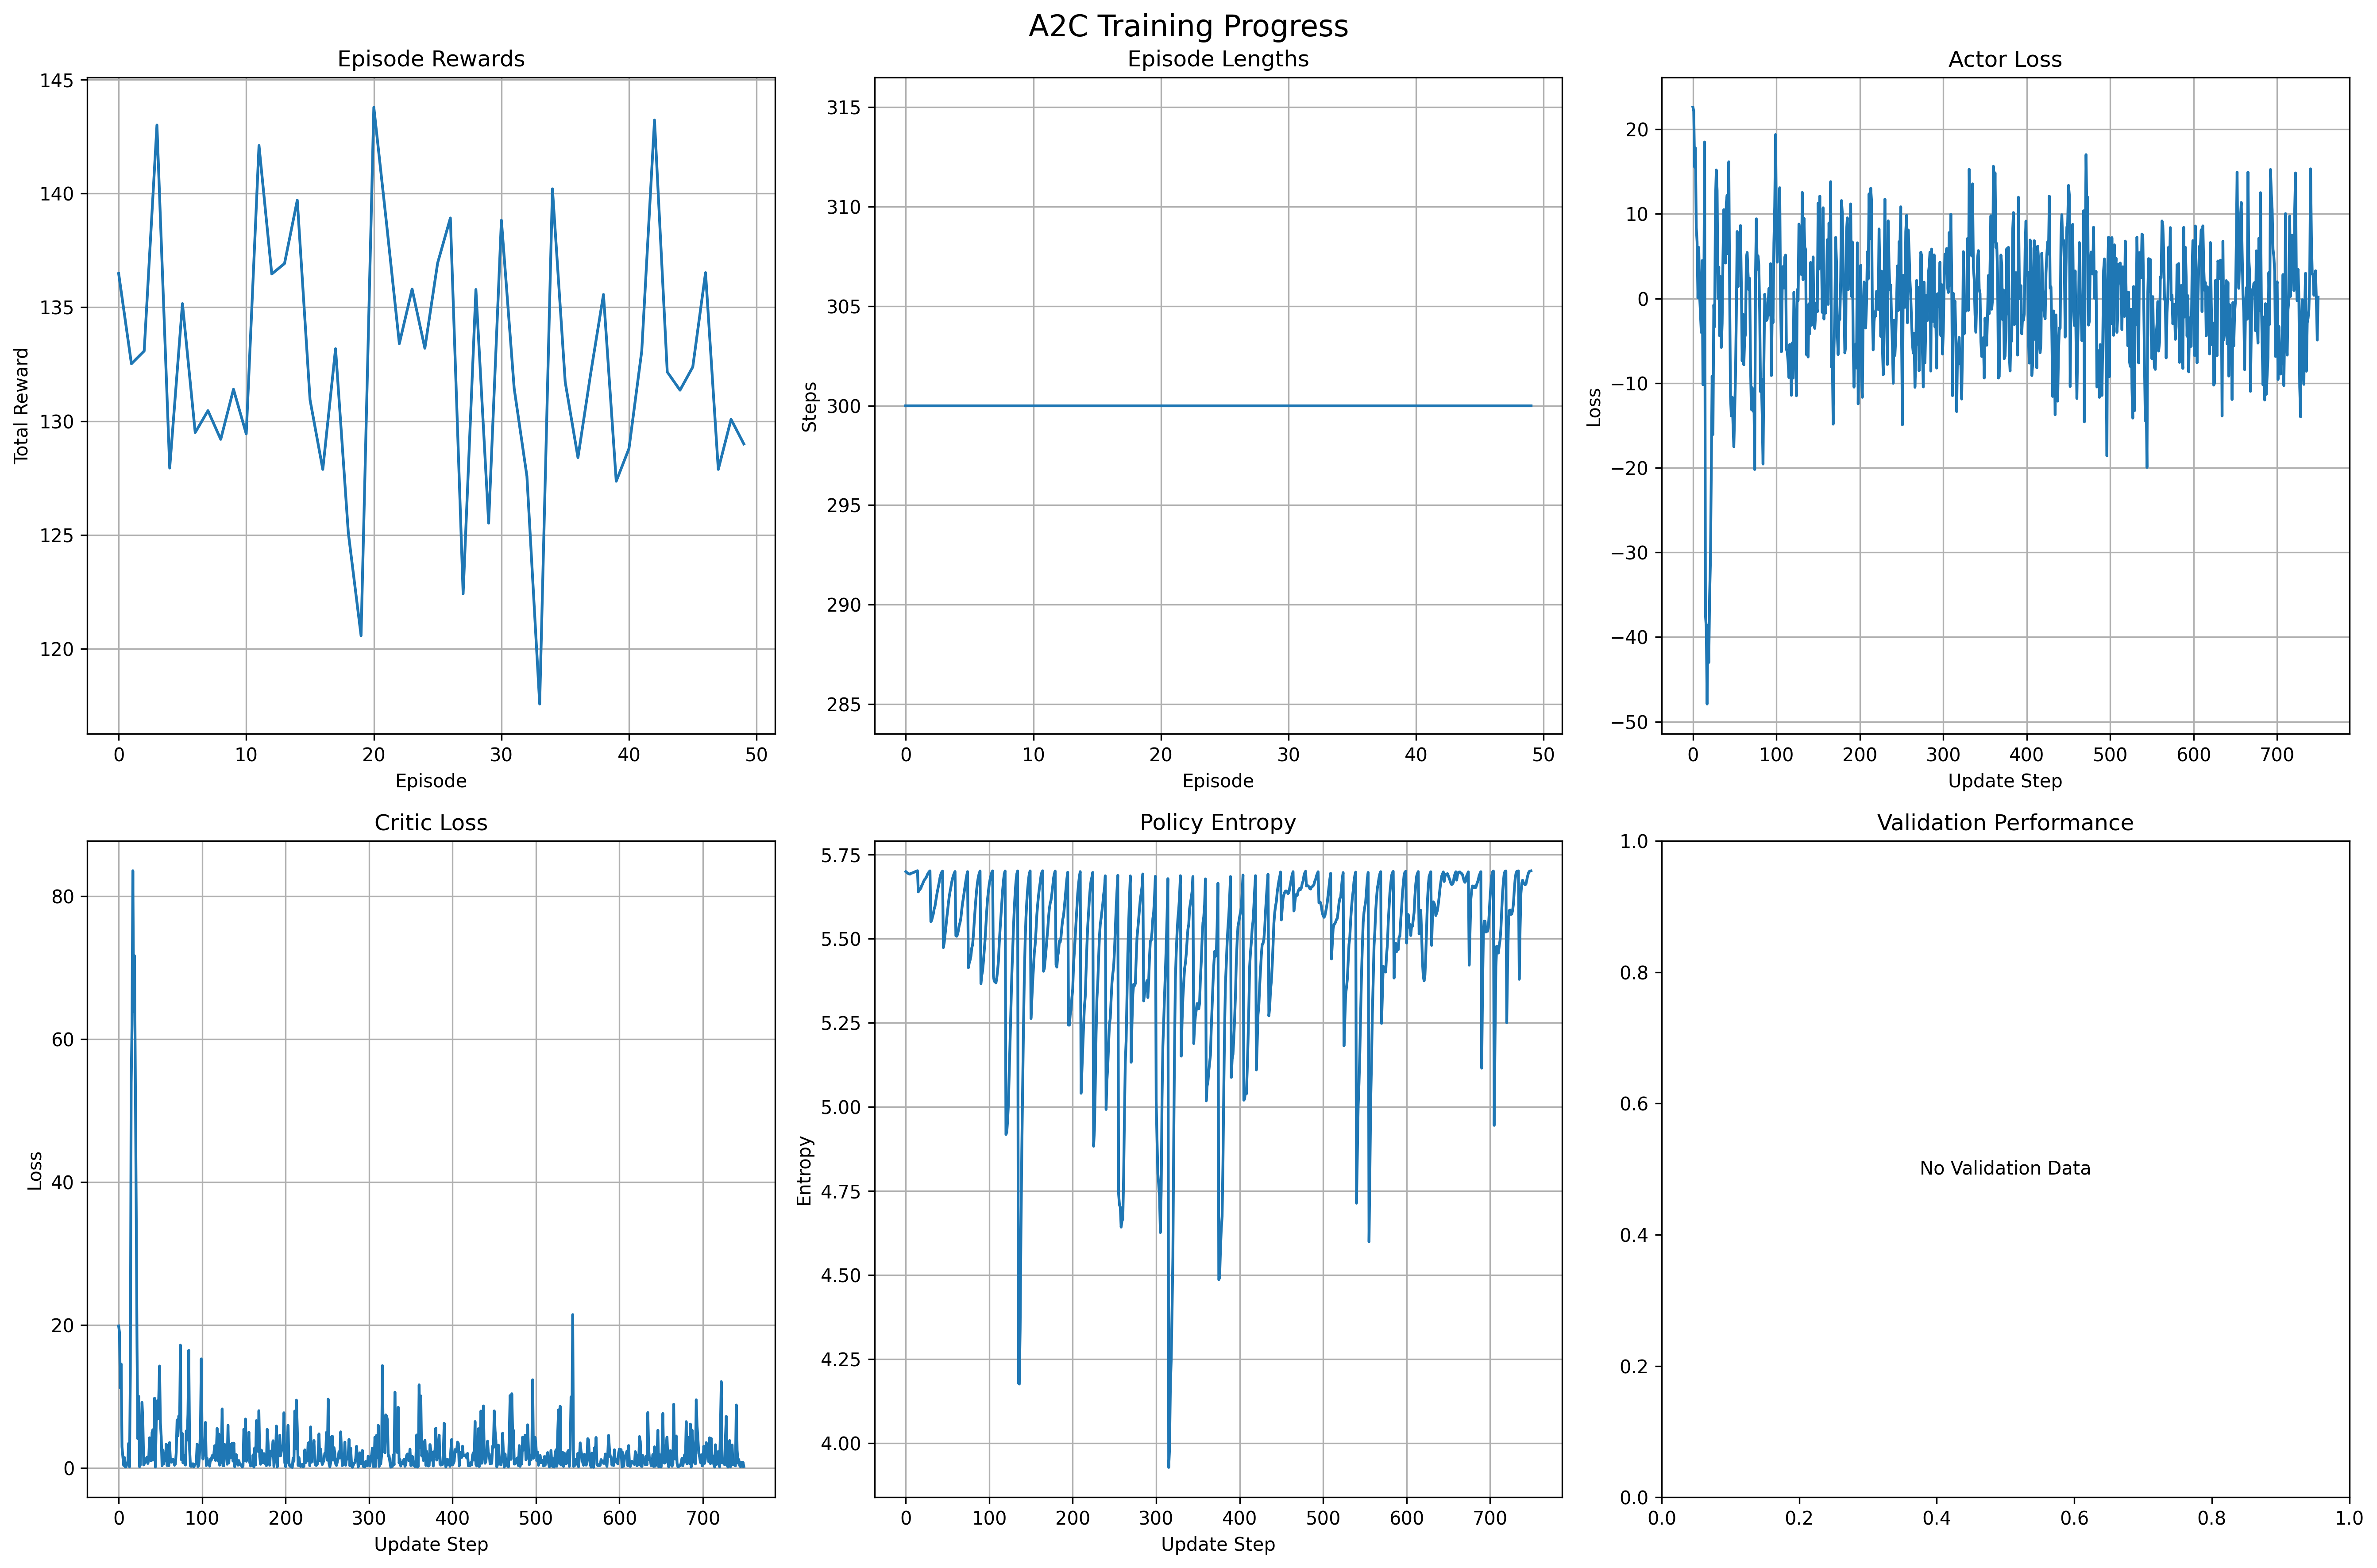 A2C Training Progress
Episode Rewards
Total Reward
145
140
135
130
125
120
0 10 20 30 40 50
Episode
Episode Lengths
Steps
315
310
305
300
295
290
285
0 10 20 30 40 50
Episode
Actor Loss
Loss
20
10
0
−10
−20
−30
−40
−50
0 100 200 300 400 500 600 700
Update Step
Critic Loss
Loss
80
60
40
20
0
0 100 200 300 400 500 600 700
Update Step
Policy Entropy
Entropy
5.75
5.50
5.25
5.00
4.75
4.50
4.25
4.00
0 100 200 300 400 500 600 700
Update Step
Validation Performance
1.0
0.8
0.6
0.4
0.2
0.0
No Validation Data
0.0 0.2 0.4 0.6 0.8 1.0